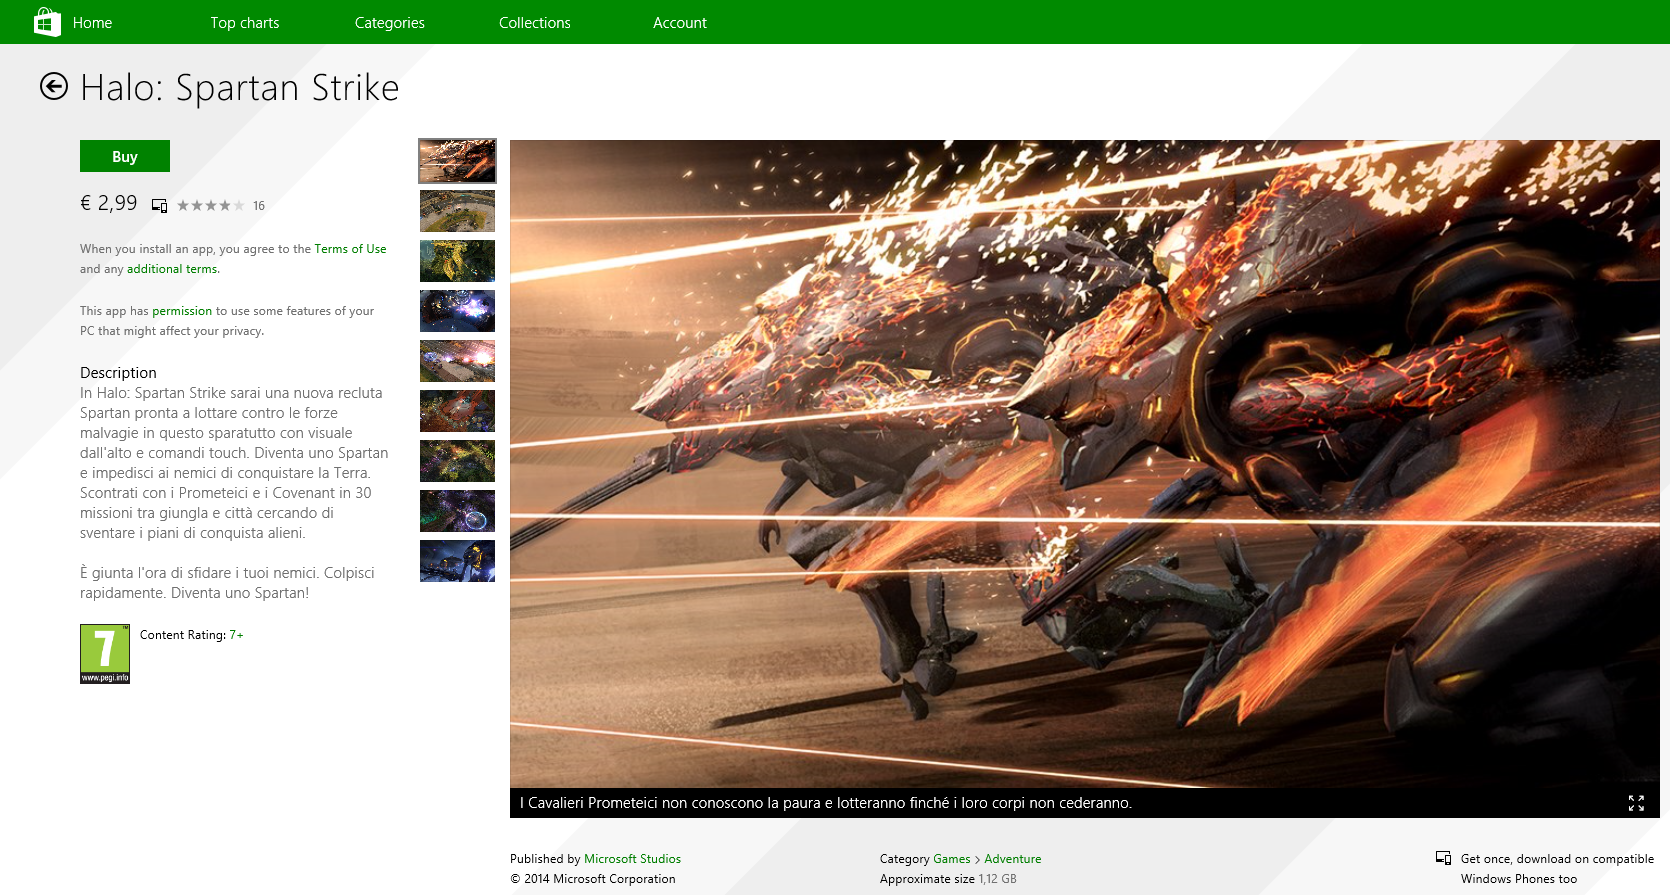 Home
Top charts
Categories
Collections
Account
Halo: Spartan Strike
Buy
€ 2,99
16
When you install an app, you agree to the Terms of Use
and any additional terms.
This app has permission to use some features of your
PC that might affect your privacy.
Description
In Halo: Spartan Strike sarai una nuova recluta
Spartan pronta a lottare contro le forze
malvagie in questo sparatutto con visuale
dall'alto e comandi touch. Diventa uno Spartan
e impedisci ai nemici di conquistare la Terra.
Scontrati con i Prometeici e i Covenant in 30
missioni tra giungla e città cercando di
sventare i piani di conquista alieni.
È giunta l'ora di sfidare i tuoi nemici. Colpisci
rapidamente. Diventa uno Spartan!
7
www.pegi.info
Content Rating: 7+
I Cavalieri Prometeici non conoscono la paura e lotteranno finché i loro corpi non cederanno.
Published by Microsoft Studios
© 2014 Microsoft Corporation
Category Games > Adventure
Approximate size 1,12 GB
Get once, download on compatible
Windows Phones too